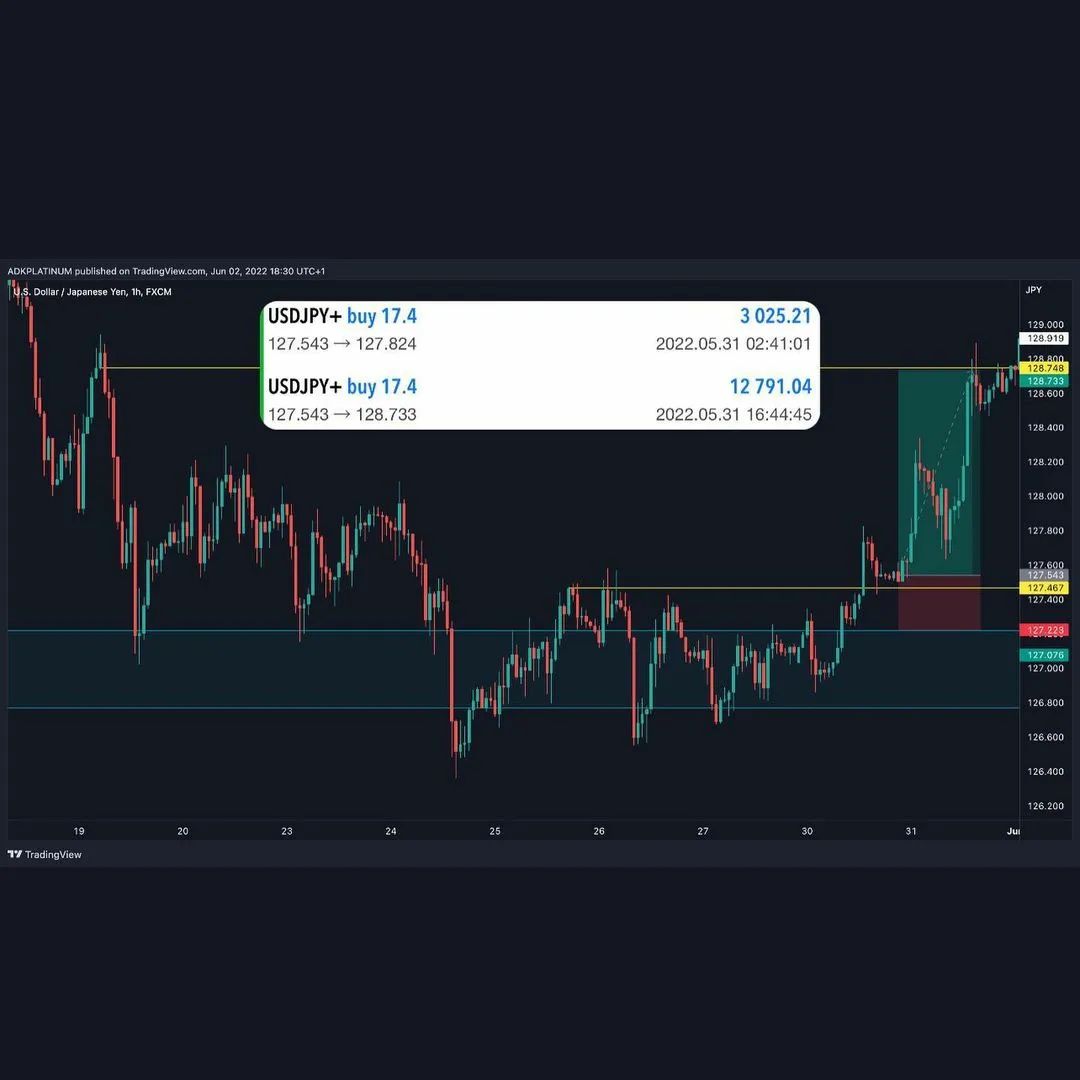 ADKPLATINUM published on TradingView.com, Jun 02, 2022 18:30 UTC+1
U.S. Dollar / Japanese Yen, 1h, FXCM
JPY
USDJPY+ buy 17.4 3 025.21
127.543 → 127.824 2022.05.31 02:41:01
USDJPY+ buy 17.4 12 791.04
127.543 → 128.733 2022.05.31 16:44:45
129.000
128.919
128.800
128.748
128.733
128.600
128.400
128.200
128.000
127.800
127.600
127.543
127.467
127.400
127.223
127.076
127.000
126.800
126.600
126.400
126.200
19 20 23 24 25 26 27 30 31
TradingView